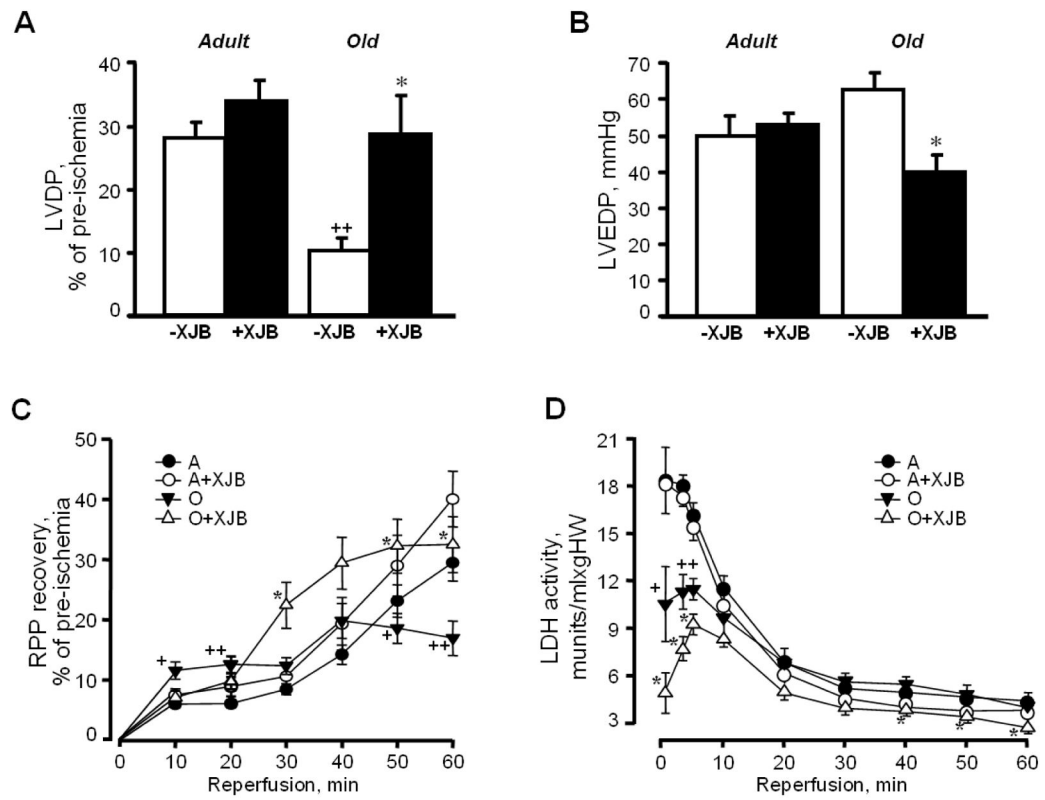 A
Adult Old
LVDP,
% of pre-ischemia
40
30
20
10
0
++
*
-XJB +XJB -XJB +XJB
B
Adult Old
LVEDP, mmHg
70
60
50
40
30
20
10
0
*
-XJB +XJB -XJB +XJB
C
RPP recovery,
% of pre-ischemia
50
40
30
20
10
0
A
A+XJB
O
O+XJB
+ ++ * * * + ++
0 10 20 30 40 50 60
Reperfusion, min
D
LDH activity,
munits/mlxgHW
21
18
15
12
9
6
3
A
A+XJB
O
O+XJB
+ ++
* * * * * *
0 10 20 30 40 50 60
Reperfusion, min